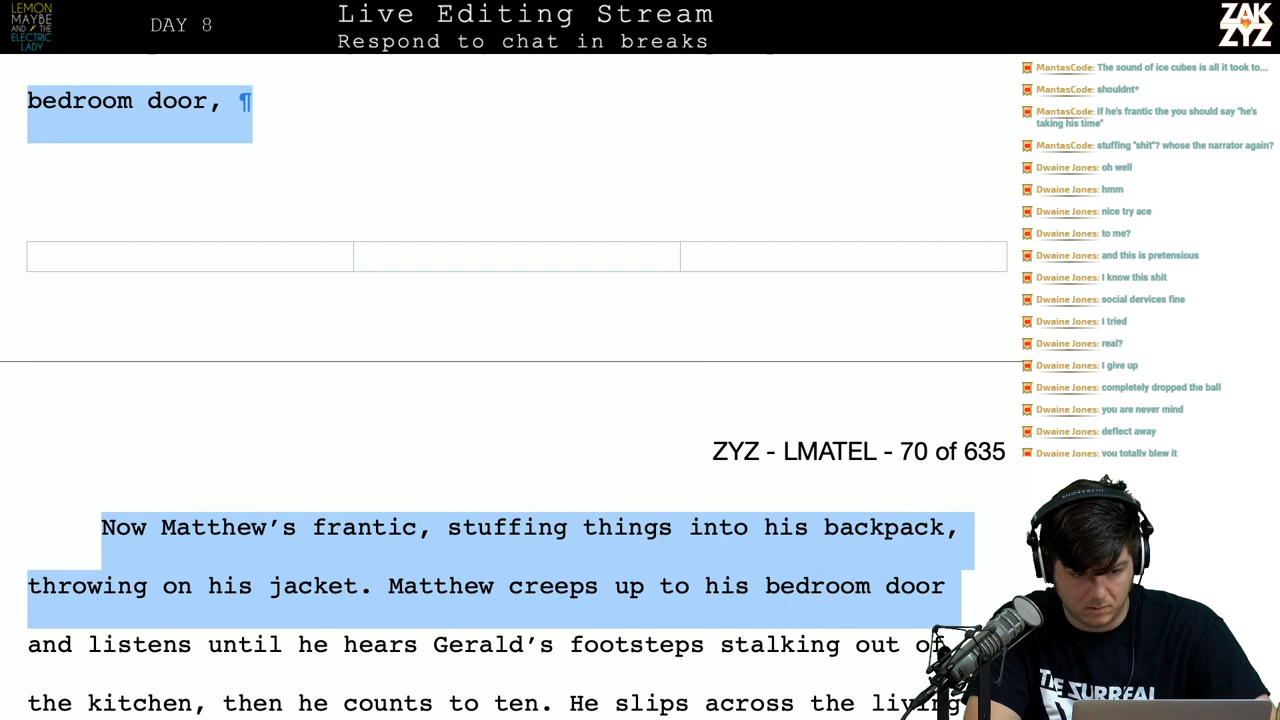 LEMON
MAYBE
AND THE
ELECTRIC
LADY
DAY 8
Live Editing Stream
Respond to chat in breaks
ZAK
ZYZ
bedroom door, ¶
ZYZ - LMATEL - 70 of 635
Now Matthew’s frantic, stuffing things into his backpack,
throwing on his jacket. Matthew creeps up to his bedroom door
and listens until he hears Gerald’s footsteps stalking out of
the kitchen, then he counts to ten. He slips across the living
MantasCode: The sound of ice cubes is all it took to...
MantasCode: shouldnt*
MantasCode: if he's frantic the you should say "he's
taking his time"
MantasCode: stuffing "shit"? whose the narrator again?
Dwaine Jones: oh well
Dwaine Jones: hmm
Dwaine Jones: nice try ace
Dwaine Jones: to me?
Dwaine Jones: and this is pretensious
Dwaine Jones: I know this shit
Dwaine Jones: social dervices fine
Dwaine Jones: I tried
Dwaine Jones: real?
Dwaine Jones: I give up
Dwaine Jones: completely dropped the ball
Dwaine Jones: you are never mind
Dwaine Jones: deflect away
Dwaine Jones: you totally blew it
ULTRASONE
THE SURREAL